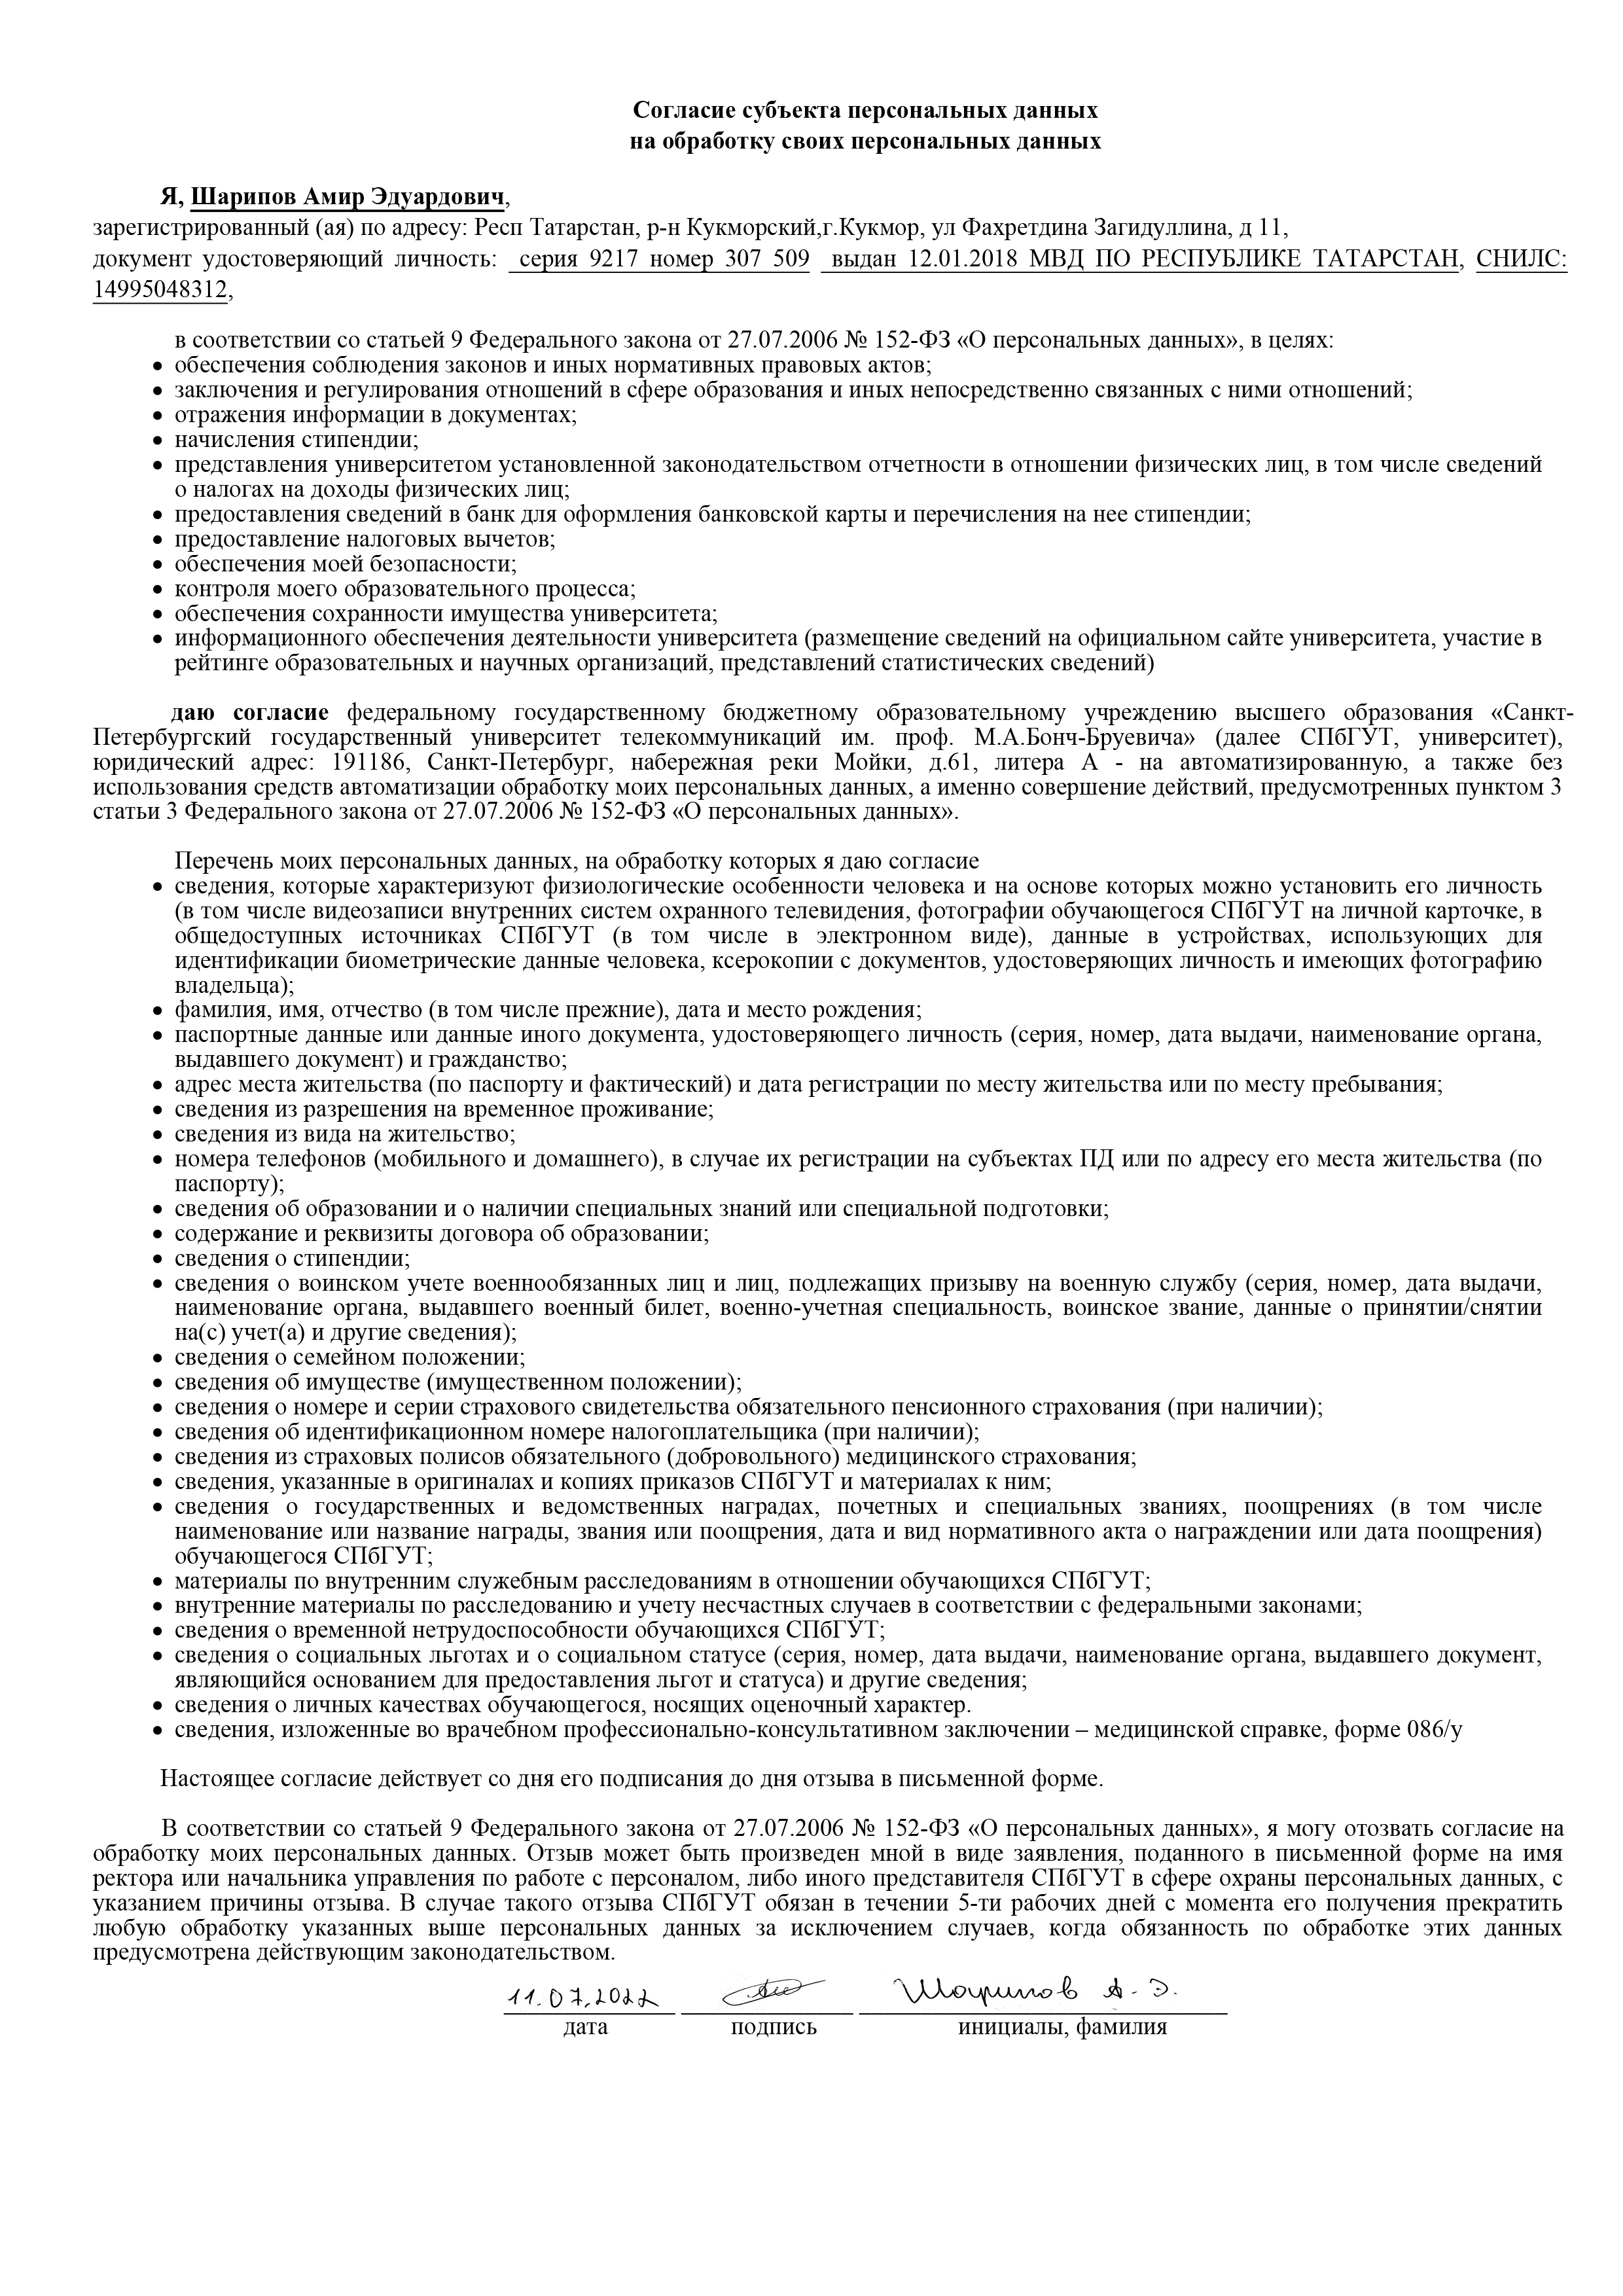 Согласие субъекта персональных данных
на обработку своих персональных данных
Я, Шарипов Амир Эдуардович,
зарегистрированный (ая) по адресу: Респ Татарстан, р-н Кукморский,г.Кукмор, ул Фахретдина Загидуллина, д 11,
документ удостоверяющий личность: серия 9217 номер 307 509 выдан 12.01.2018 МВД ПО РЕСПУБЛИКЕ ТАТАРСТАН, СНИЛС:
14995048312,
в соответствии со статьей 9 Федерального закона от 27.07.2006 № 152-ФЗ «О персональных данных», в целях:
• обеспечения соблюдения законов и иных нормативных правовых актов;
• заключения и регулирования отношений в сфере образования и иных непосредственно связанных с ними отношений;
• отражения информации в документах;
• начисления стипендии;
• представления университетом установленной законодательством отчетности в отношении физических лиц, в том числе сведений
о налогах на доходы физических лиц;
• предоставления сведений в банк для оформления банковской карты и перечисления на нее стипендии;
• предоставление налоговых вычетов;
• обеспечения моей безопасности;
• контроля моего образовательного процесса;
• обеспечения сохранности имущества университета;
• информационного обеспечения деятельности университета (размещение сведений на официальном сайте университета, участие в
рейтинге образовательных и научных организаций, представлений статистических сведений)
даю согласие федеральному государственному бюджетному образовательному учреждению высшего образования «Санкт-
Петербургский государственный университет телекоммуникаций им. проф. М.А.Бонч-Бруевича» (далее СПбГУТ, университет),
юридический адрес: 191186, Санкт-Петербург, набережная реки Мойки, д.61, литера А - на автоматизированную, а также без
использования средств автоматизации обработку моих персональных данных, а именно совершение действий, предусмотренных пунктом 3
статьи 3 Федерального закона от 27.07.2006 № 152-ФЗ «О персональных данных».
Перечень моих персональных данных, на обработку которых я даю согласие
• сведения, которые характеризуют физиологические особенности человека и на основе которых можно установить его личность
(в том числе видеозаписи внутренних систем охранного телевидения, фотографии обучающегося СПбГУТ на личной карточке, в
общедоступных источниках СПбГУТ (в том числе в электронном виде), данные в устройствах, использующих для
идентификации биометрические данные человека, ксерокопии с документов, удостоверяющих личность и имеющих фотографию
владельца);
• фамилия, имя, отчество (в том числе прежние), дата и место рождения;
• паспортные данные или данные иного документа, удостоверяющего личность (серия, номер, дата выдачи, наименование органа,
выдавшего документ) и гражданство;
• адрес места жительства (по паспорту и фактический) и дата регистрации по месту жительства или по месту пребывания;
• сведения из разрешения на временное проживание;
• сведения из вида на жительство;
• номера телефонов (мобильного и домашнего), в случае их регистрации на субъектах ПД или по адресу его места жительства (по
паспорту);
• сведения об образовании и о наличии специальных знаний или специальной подготовки;
• содержание и реквизиты договора об образовании;
• сведения о стипендии;
• сведения о воинском учете военнообязанных лиц и лиц, подлежащих призыву на военную службу (серия, номер, дата выдачи,
наименование органа, выдавшего военный билет, военно-учетная специальность, воинское звание, данные о принятии/снятии
на(с) учет(а) и другие сведения);
• сведения о семейном положении;
• сведения об имуществе (имущественном положении);
• сведения о номере и серии страхового свидетельства обязательного пенсионного страхования (при наличии);
• сведения об идентификационном номере налогоплательщика (при наличии);
• сведения из страховых полисов обязательного (добровольного) медицинского страхования;
• сведения, указанные в оригиналах и копиях приказов СПбГУТ и материалах к ним;
• сведения о государственных и ведомственных наградах, почетных и специальных званиях, поощрениях (в том числе
наименование или название награды, звания или поощрения, дата и вид нормативного акта о награждении или дата поощрения)
обучающегося СПбГУТ;
• материалы по внутренним служебным расследованиям в отношении обучающихся СПбГУТ;
• внутренние материалы по расследованию и учету несчастных случаев в соответствии с федеральными законами;
• сведения о временной нетрудоспособности обучающихся СПбГУТ;
• сведения о социальных льготах и о социальном статусе (серия, номер, дата выдачи, наименование органа, выдавшего документ,
являющийся основанием для предоставления льгот и статуса) и другие сведения;
• сведения о личных качествах обучающегося, носящих оценочный характер.
• сведения, изложенные во врачебном профессионально-консультативном заключении – медицинской справке, форме 086/у
Настоящее согласие действует со дня его подписания до дня отзыва в письменной форме.
В соответствии со статьей 9 Федерального закона от 27.07.2006 № 152-ФЗ «О персональных данных», я могу отозвать согласие на
обработку моих персональных данных. Отзыв может быть произведен мной в виде заявления, поданного в письменной форме на имя
ректора или начальника управления по работе с персоналом, либо иного представителя СПбГУТ в сфере охраны персональных данных, с
указанием причины отзыва. В случае такого отзыва СПбГУТ обязан в течении 5-ти рабочих дней с момента его получения прекратить
любую обработку указанных выше персональных данных за исключением случаев, когда обязанность по обработке этих данных
предусмотрена действующим законодательством.
11.07.2022 Шарипов А. Э.
дата подпись инициалы, фамилия